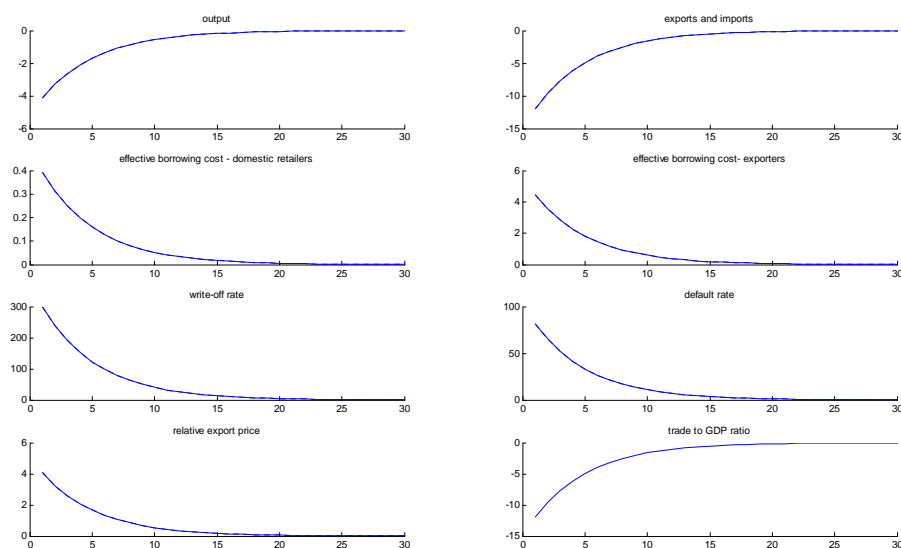 output
0
-2
-4
-6
0 5 10 15 20 25 30
exports and imports
0
-5
-10
-15
0 5 10 15 20 25 30
effective borrowing cost - domestic retailers
0.4
0.3
0.2
0.1
0
0 5 10 15 20 25 30
effective borrowing cost- exporters
6
4
2
0
0 5 10 15 20 25 30
write-off rate
300
200
100
0
0 5 10 15 20 25 30
default rate
100
50
0
0 5 10 15 20 25 30
relative export price
6
4
2
0
0 5 10 15 20 25 30
trade to GDP ratio
0
-5
-10
-15
0 5 10 15 20 25 30